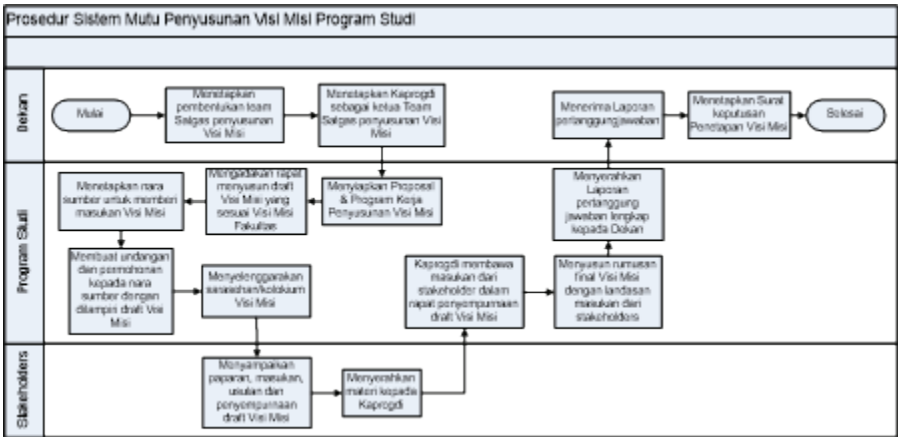 Prosedur Sistem Mutu Penyusunan Visi Misi Program Studi
Dekan
Mulai
Menetapkan
pembentukan team
Satgas penyusunan
Visi Misi
Menetapkan Kaprogdi
sebagai ketua Team
Satgas penyusunan Visi
Misi
Menerima Laporan
pertanggungjawaban
Menetapkan Surat
keputusan
Penetapan Visi Misi
Selesai
Program Studi
Menetapkan nara
sumber untuk memberi
masukan Visi Misi
Mengadakan rapat
menyusun draft
Visi Misi yang
sesuai Visi Misi
Fakultas
Menyiapkan Proposal
& Program Kerja
Penyusunan Visi Misi
Menyerahkan
Laporan
pertanggung
jawaban lengkap
kepada Dekan
Membuat undangan
dan permohonan
kepada nara
sumber dengan
dilampiri draft Visi
Misi
Menyelenggarakan
sarasehan/kolokium
Visi Misi
Kaprogdi membawa
masukan dari
stakeholder dalam
rapat penyempurnaan
draft Visi Misi
Menyusun rumusan
final Visi Misi
dengan landasan
masukan dari
stakeholders
Stakeholders
Menyampaikan
paparan, masukan,
usulan dan
penyempurnaan
draft Visi Misi
Menyerahkan
materi kepada
Kaprogdi